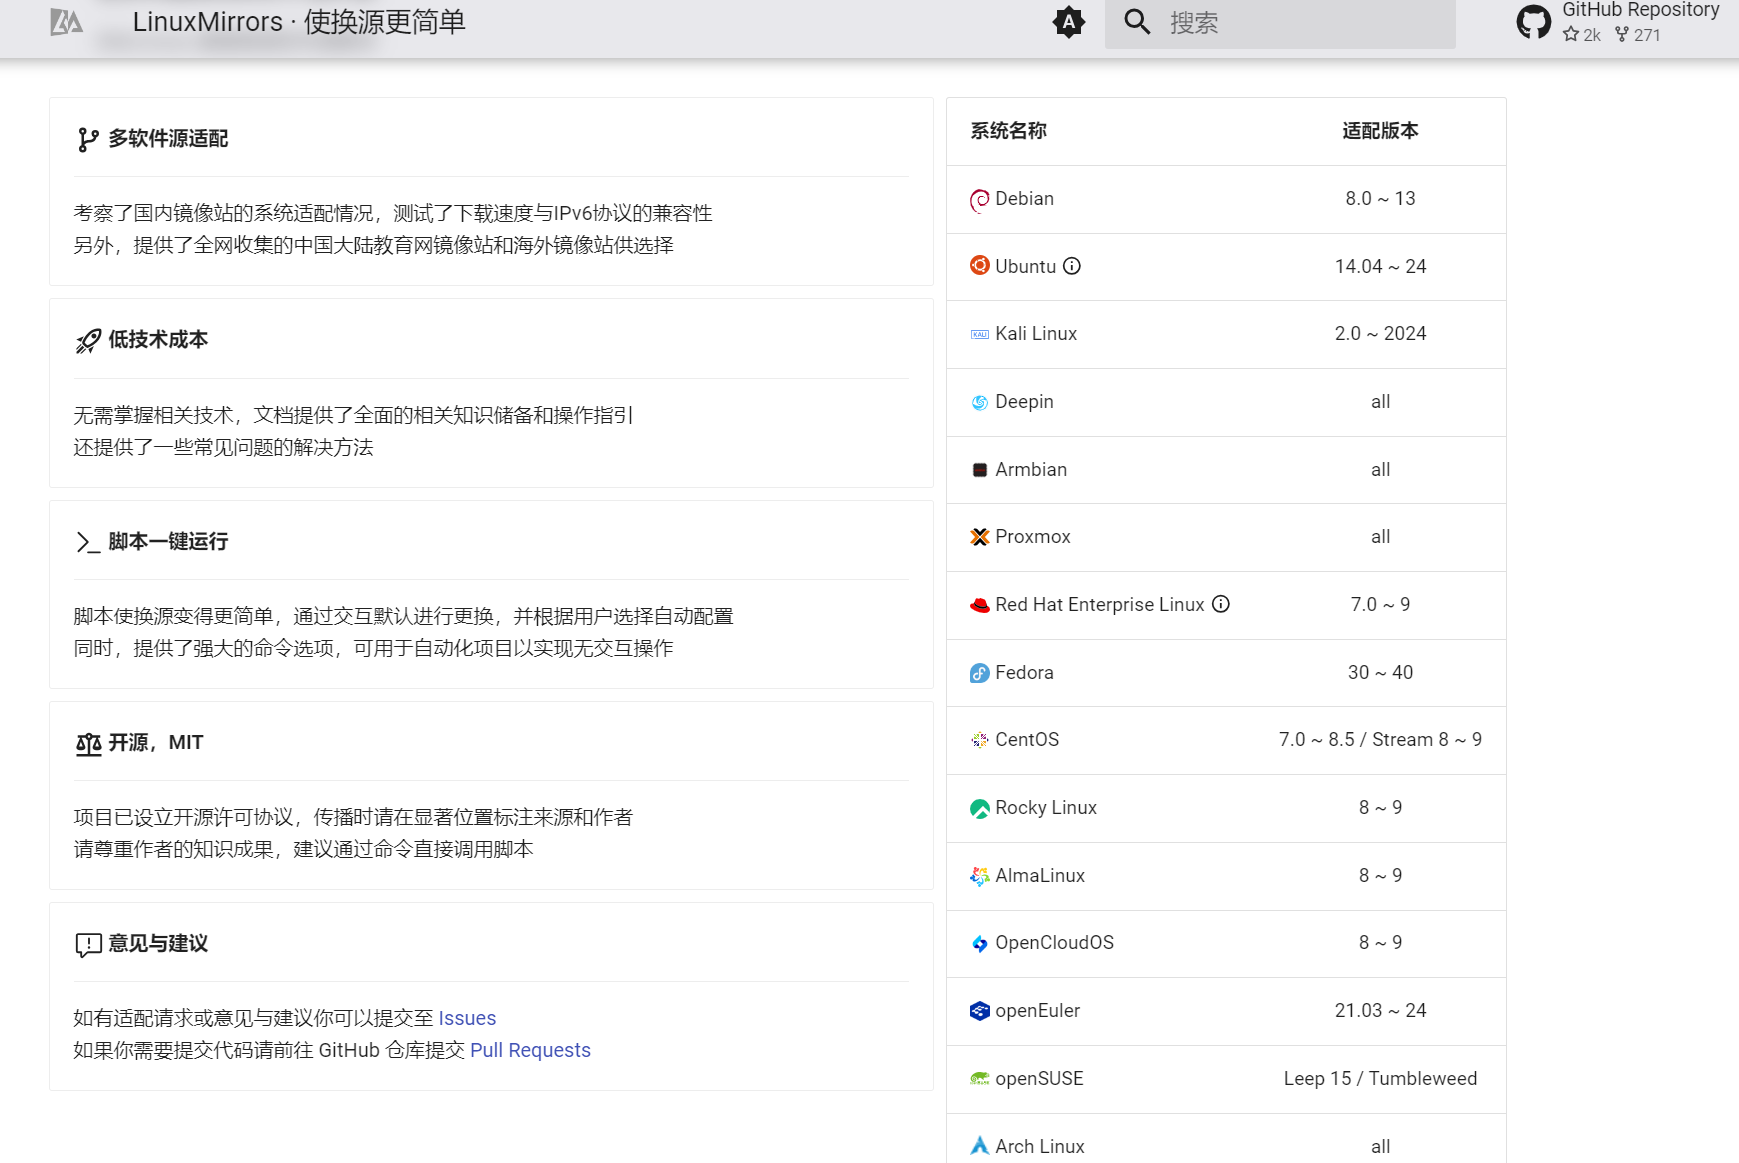 LinuxMirrors · 使换源更简单
搜索
GitHub Repository
2k 271
多软件源适配
考察了国内镜像站的系统适配情况，测试了下载速度与IPv6协议的兼容性
另外，提供了全网收集的中国大陆教育网镜像站和海外镜像站供选择
低技术成本
无需掌握相关技术，文档提供了全面的相关知识储备和操作指引
还提供了一些常见问题的解决方法
脚本一键运行
脚本使换源变得更简单，通过交互默认进行更换，并根据用户选择自动配置
同时，提供了强大的命令选项，可用于自动化项目以实现无交互操作
开源，MIT
项目已设立开源许可协议，传播时请在显著位置标注来源和作者
请尊重作者的知识成果，建议通过命令直接调用脚本
意见与建议
如有适配请求或意见与建议你可以提交至 Issues
如果你需要提交代码请前往 GitHub 仓库提交 Pull Requests
系统名称 适配版本
Debian 8.0 ~ 13
Ubuntu 14.04 ~ 24
Kali Linux 2.0 ~ 2024
Deepin all
Armbian all
Proxmox all
Red Hat Enterprise Linux 7.0 ~ 9
Fedora 30 ~ 40
CentOS 7.0 ~ 8.5 / Stream 8 ~ 9
Rocky Linux 8 ~ 9
AlmaLinux 8 ~ 9
OpenCloudOS 8 ~ 9
openEuler 21.03 ~ 24
openSUSE Leep 15 / Tumbleweed
Arch Linux all